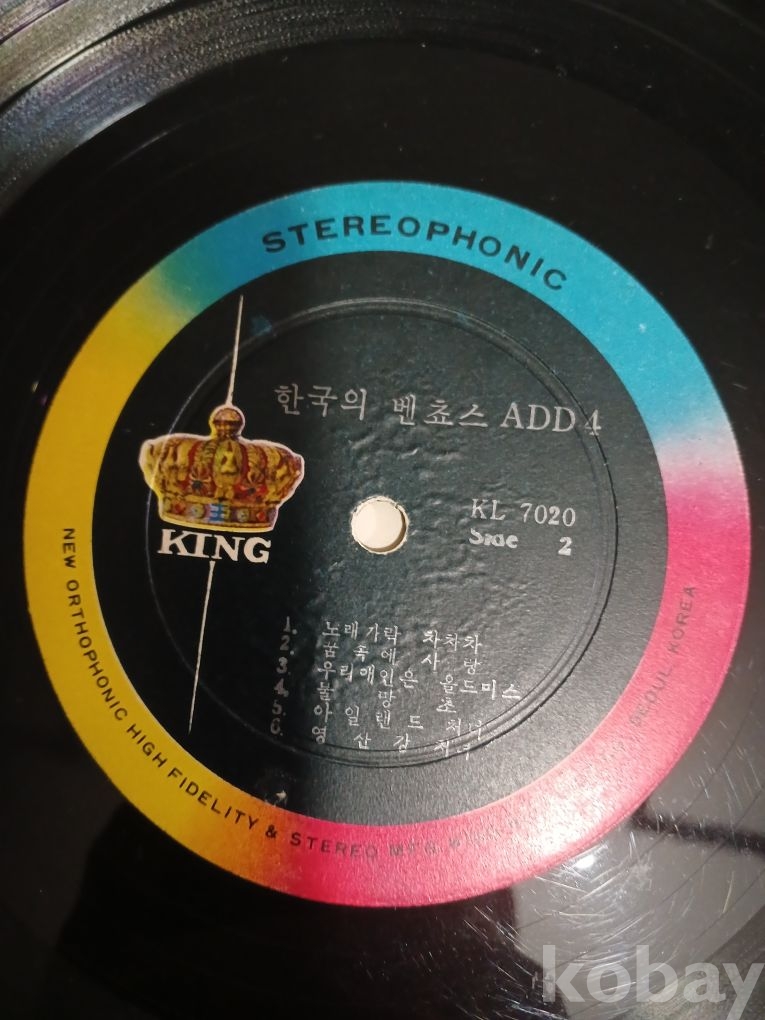 STEREOPHONIC
한국의 벤쵸스 ADD 4
KL 7020
Side 2
KING
1. 노래가락 차차차
2. 꿈속에 사랑
3. 우리애인은 올드미스
4. 불망초
5. 아일랜드 처녀
6. 영산강 처녀
NEW ORTHOPHONIC HIGH FIDELITY & STEREO MFG.
SEOUL, KOREA
kobay